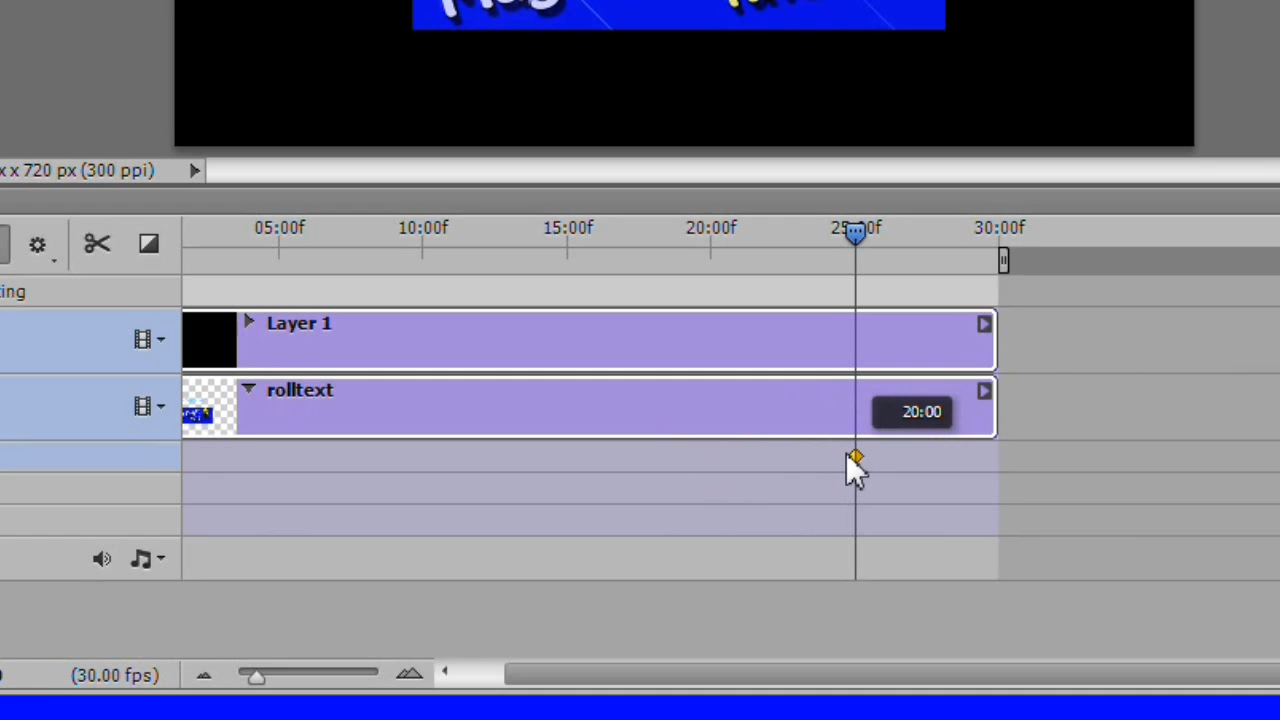 x 720 px (300 ppi)
05:00f 10:00f 15:00f 20:00f 30:00f
Layer 1
rolltext
20:00
(30.00 fps)